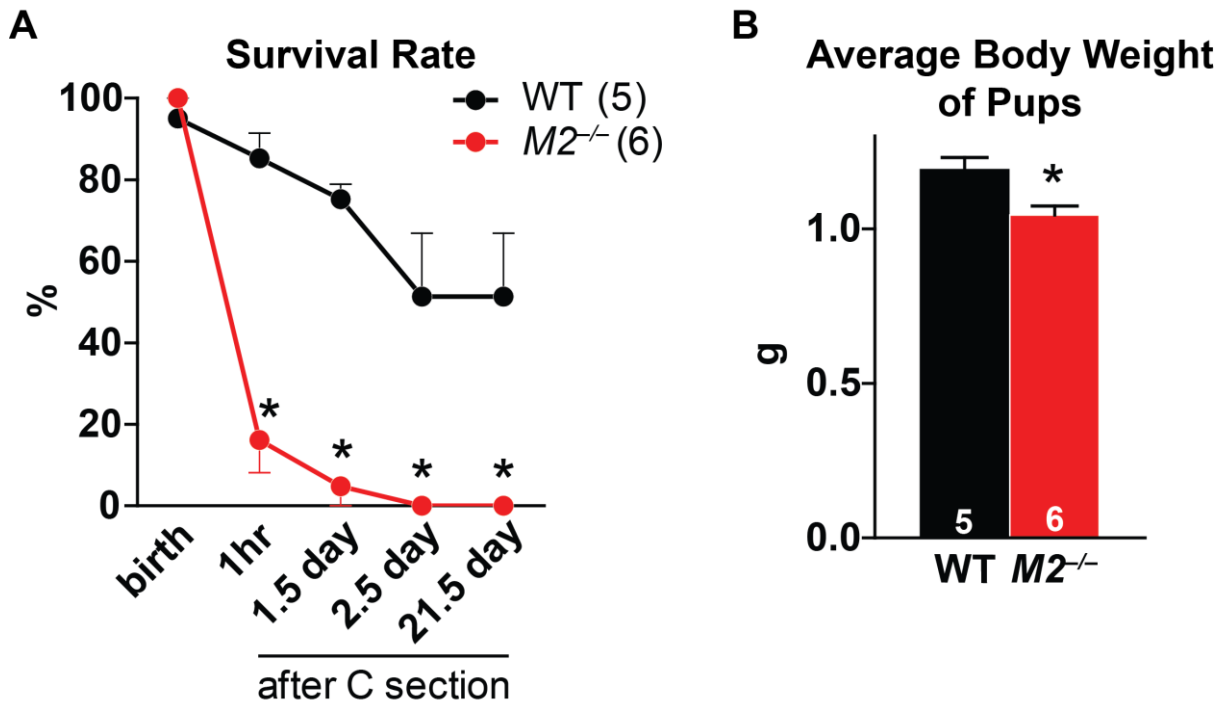 A
Survival Rate
WT (5)
M2⁻/⁻ (6)
100
80
60
40
20
0
%
*
*
*
*
birth
1hr
1.5 day
2.5 day
21.5 day
after C section
B
Average Body Weight
of Pups
*
1.0
0.5
0.0
g
5
6
WT M2⁻/⁻